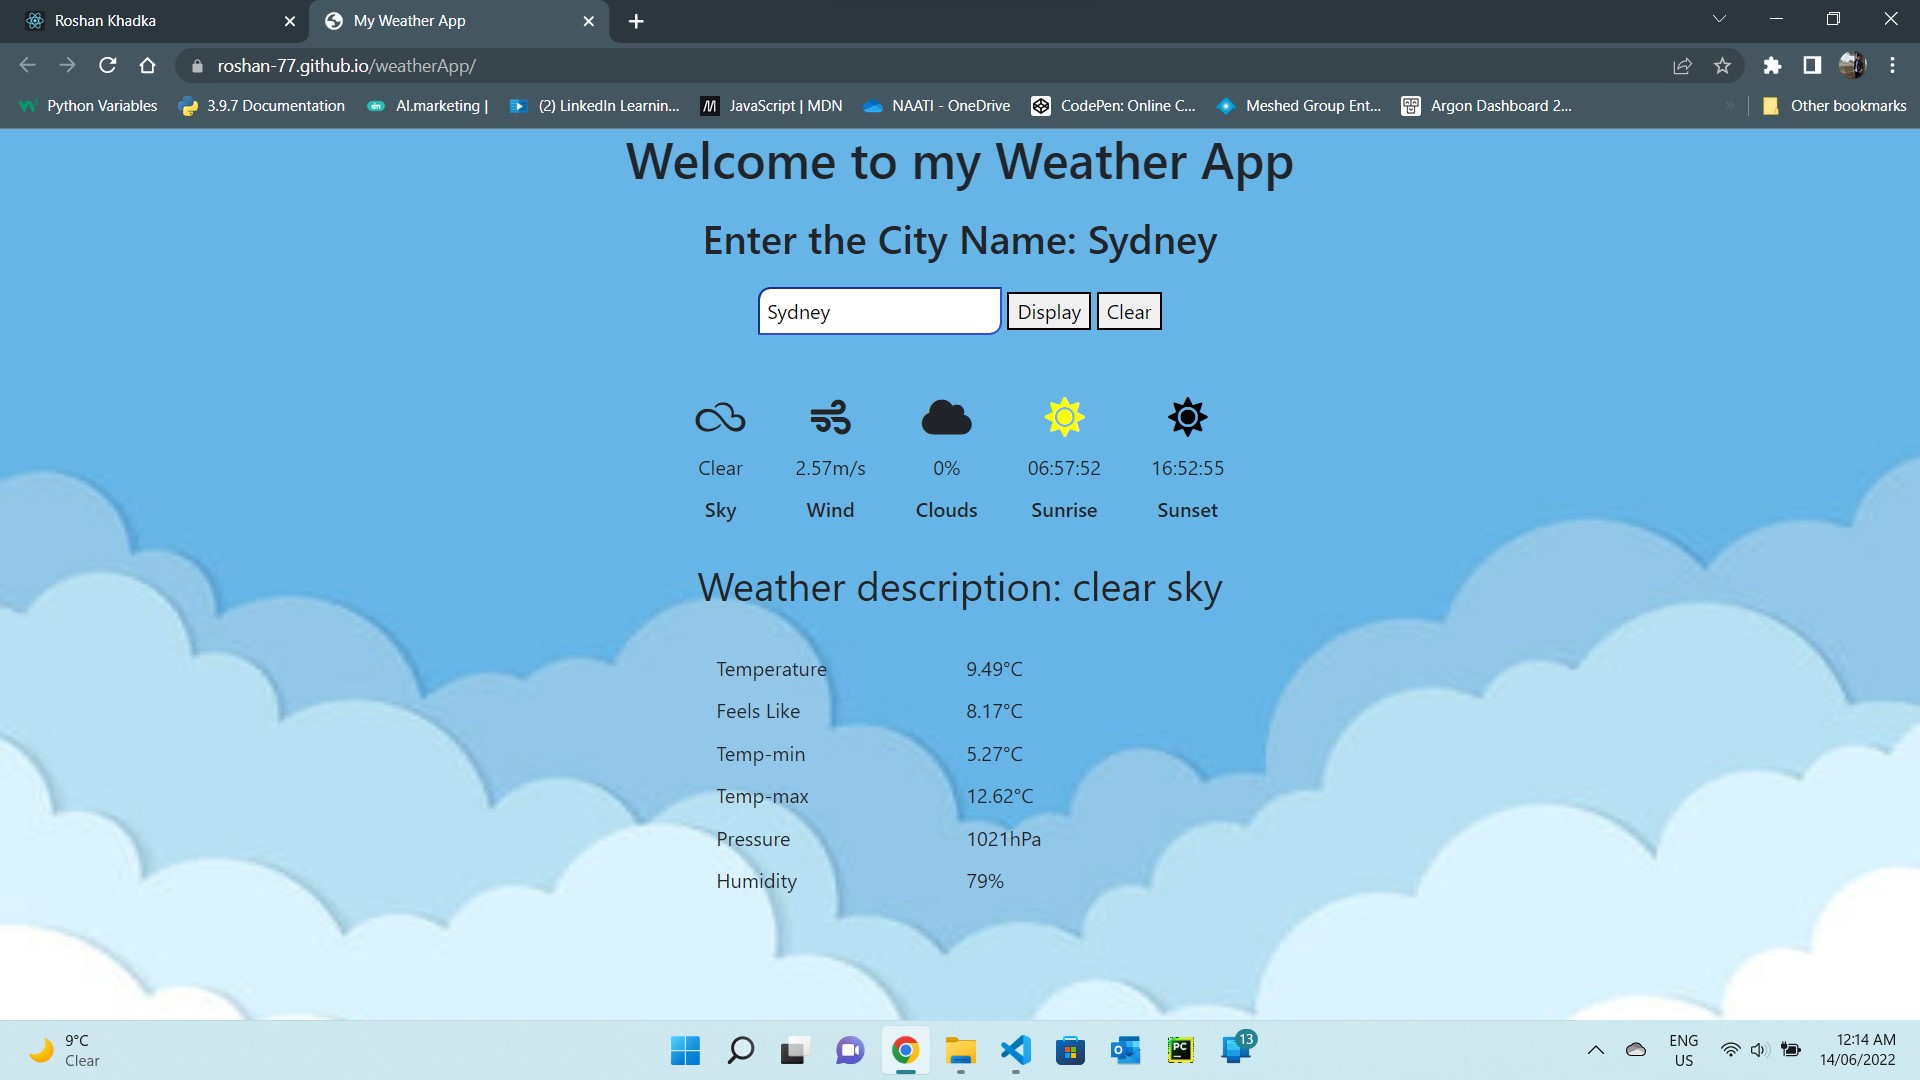 Roshan Khadka
My Weather App
roshan-77.github.io/weatherApp/
Python Variables
3.9.7 Documentation
AI.marketing |
(2) LinkedIn Learnin...
JavaScript | MDN
NAATI - OneDrive
CodePen: Online C...
Meshed Group Ent...
Argon Dashboard 2...
Other bookmarks
Welcome to my Weather App
Enter the City Name: Sydney
Sydney Display Clear
Clear 2.57m/s 0% 06:57:52 16:52:55
Sky Wind Clouds Sunrise Sunset
Weather description: clear sky
Temperature 9.49°C
Feels Like 8.17°C
Temp-min 5.27°C
Temp-max 12.62°C
Pressure 1021hPa
Humidity 79%
9°C
Clear
PC
13
ENG
US
12:14 AM
14/06/2022